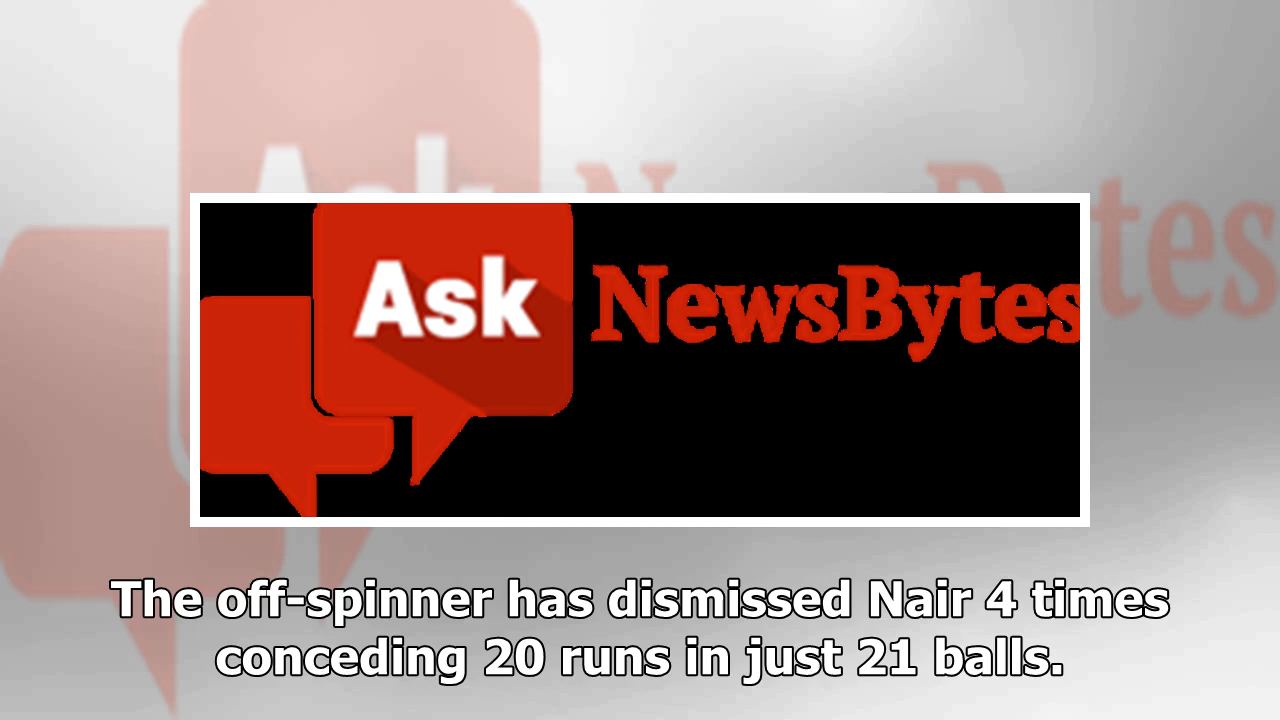 Ask NewsBytes
The off-spinner has dismissed Nair 4 times
conceding 20 runs in just 21 balls.